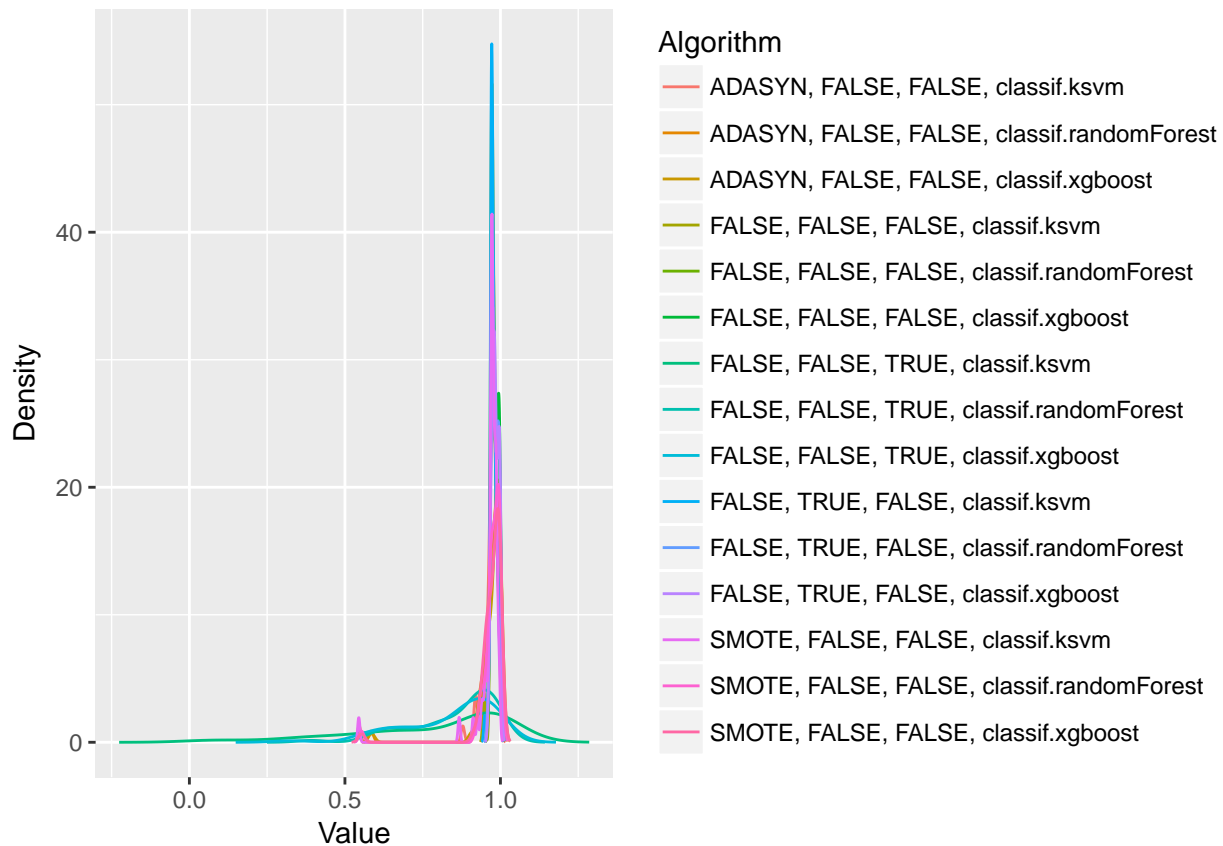 Density
40
20
0
0.0
0.5
1.0
Value
Algorithm
ADASYN, FALSE, FALSE, classif.ksvm
ADASYN, FALSE, FALSE, classif.randomForest
ADASYN, FALSE, FALSE, classif.xgboost
FALSE, FALSE, FALSE, classif.ksvm
FALSE, FALSE, FALSE, classif.randomForest
FALSE, FALSE, FALSE, classif.xgboost
FALSE, FALSE, TRUE, classif.ksvm
FALSE, FALSE, TRUE, classif.randomForest
FALSE, FALSE, TRUE, classif.xgboost
FALSE, TRUE, FALSE, classif.ksvm
FALSE, TRUE, FALSE, classif.randomForest
FALSE, TRUE, FALSE, classif.xgboost
SMOTE, FALSE, FALSE, classif.ksvm
SMOTE, FALSE, FALSE, classif.randomForest
SMOTE, FALSE, FALSE, classif.xgboost